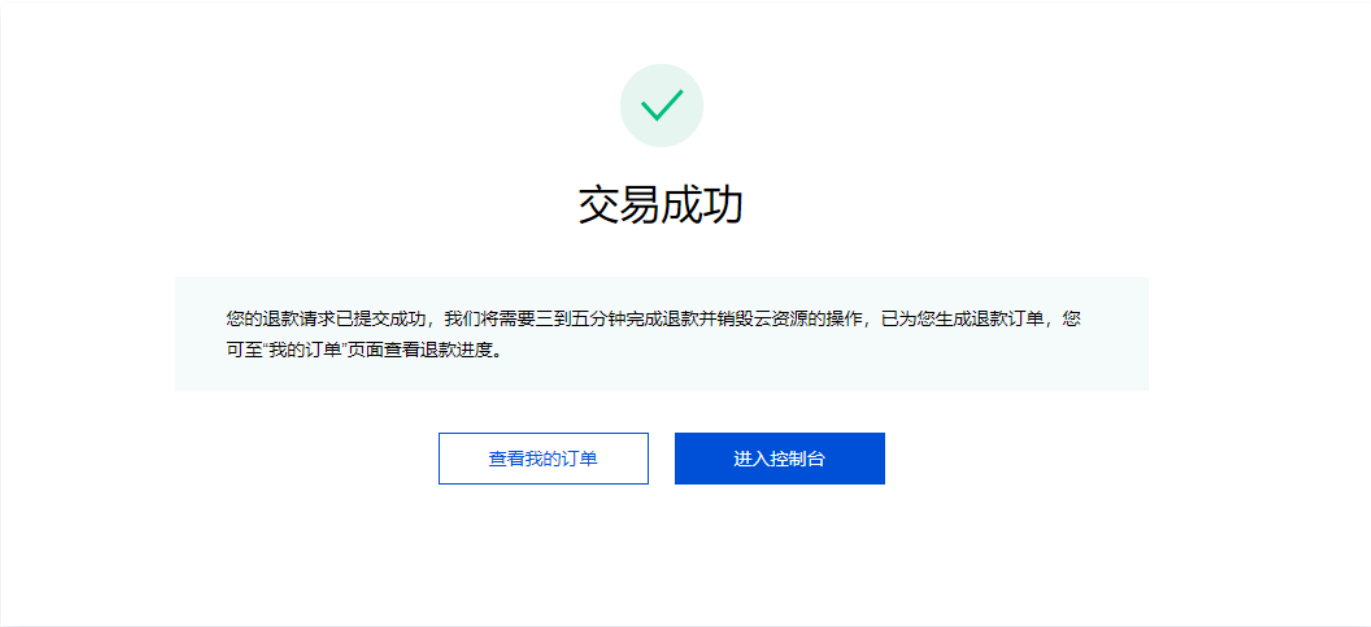 交易成功
您的退款请求已提交成功，我们将需要三到五分钟完成退款并销毁云资源的操作，已为您生成退款订单，您
可至“我的订单”页面查看退款进度。
查看我的订单
进入控制台